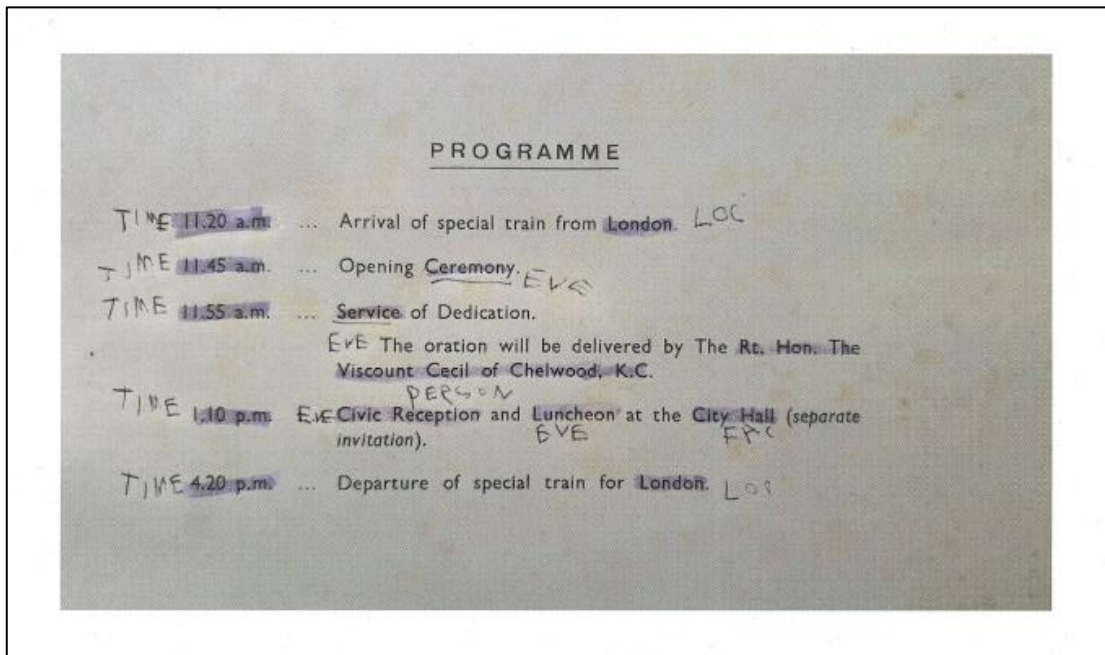 PROGRAMME
TIME 11.20 a.m. ... Arrival of special train from London. LOC
TIME 11.45 a.m. ... Opening Ceremony. EVE
TIME 11.55 a.m. ... Service of Dedication.
EVE The oration will be delivered by The Rt. Hon. The
Viscount Cecil of Chelwood, K.C.
PERSON
TIME 1.10 p.m. EVE Civic Reception and Luncheon at the City Hall (separate
EVE
invitation).
TIME 4.20 p.m. ... Departure of special train for London.